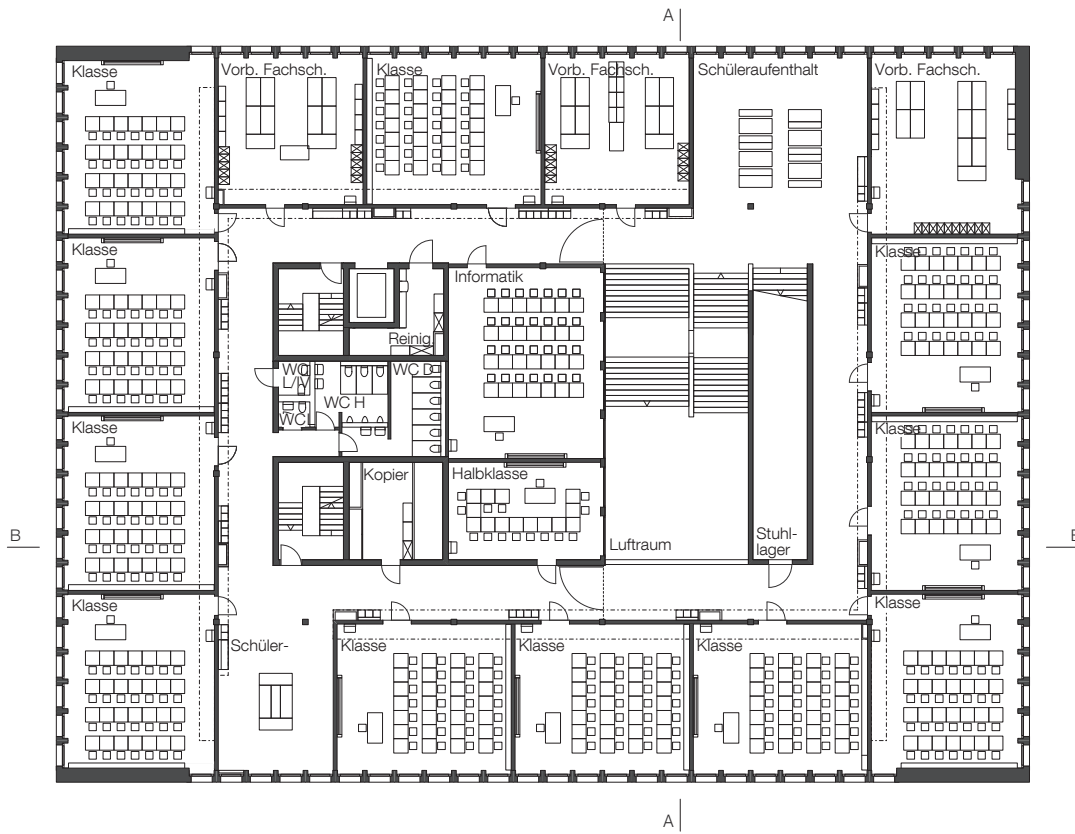 A
Klasse
Vorb. Fachsch.
Klasse
Vorb. Fachsch.
Schüleraufenthalt
Vorb. Fachsch.
Klasse
Informatik
Klasse
Reinig.
WC
L/IV
WC D
WC H
WC I
Klasse
Klasse
Kopier
Halbklasse
B
Luftraum
Stuhl-
lager
B
Klasse
Klasse
Schüler-
Klasse
Klasse
Klasse
A